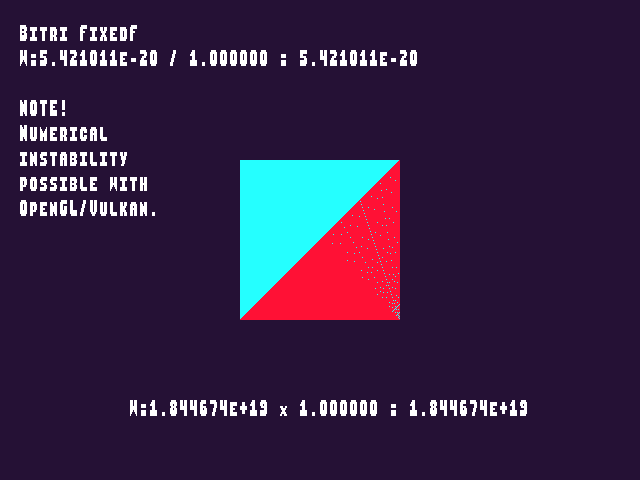 Bitri fixedF
W:5.421011E-20 / 1.000000 : 5.421011E-20
NOTE!
Numerical
instability
possible with
OpenGL/Vulkan.
W:1.844674E+19 x 1.000000 : 1.844674E+19